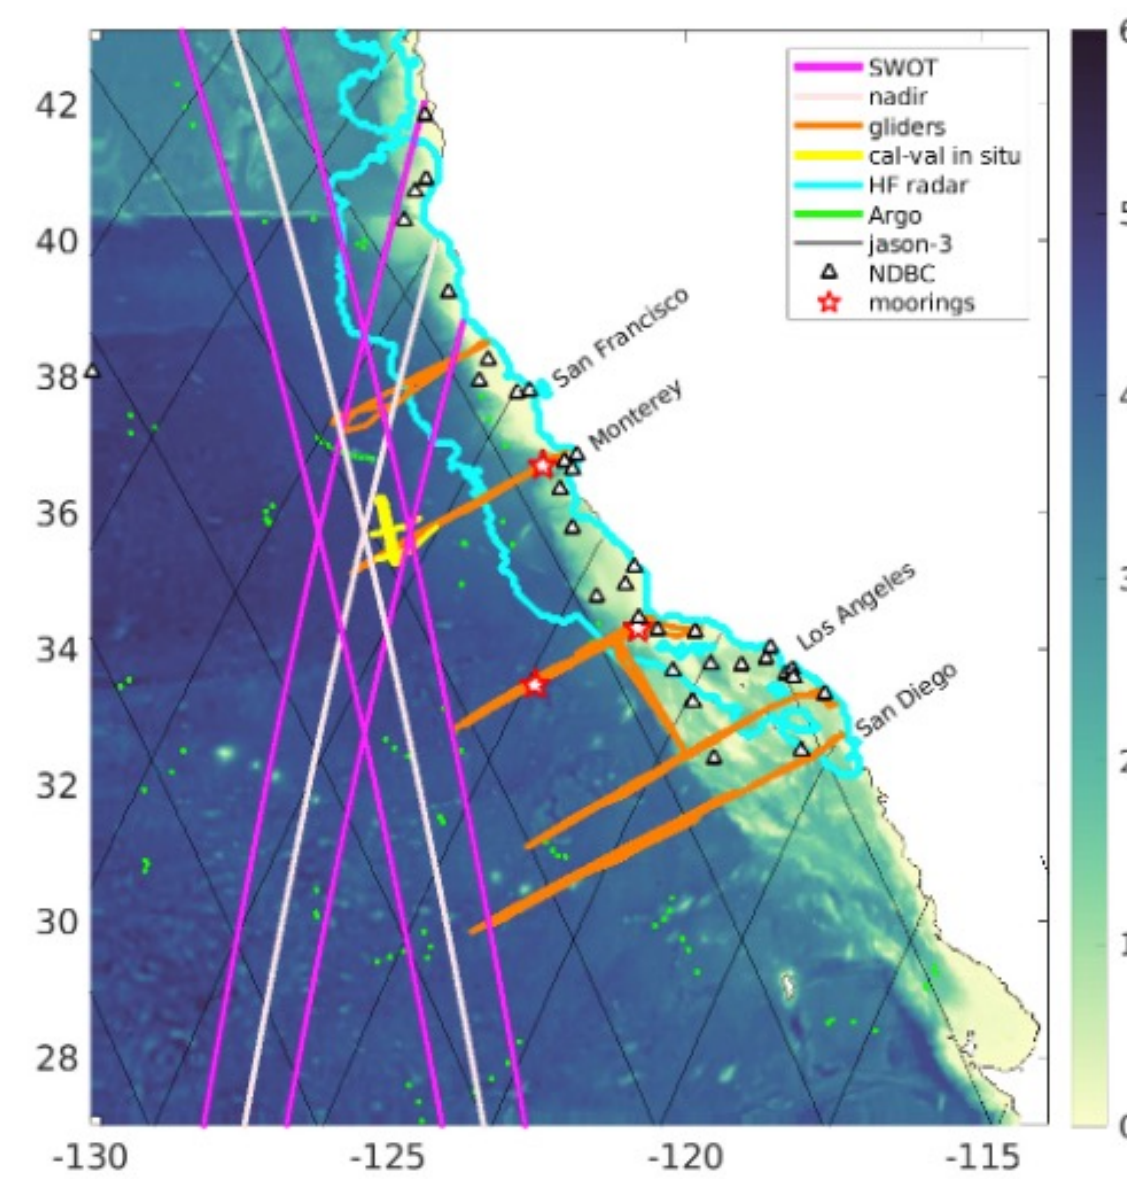 SWOT
nadir
gliders
cal-val in situ
HF radar
Argo
jason-3
NDBC
moorings
San Francisco
Monterey
Los Angeles
San Diego
42
40
38
36
34
32
30
28
-130
-125
-120
-115